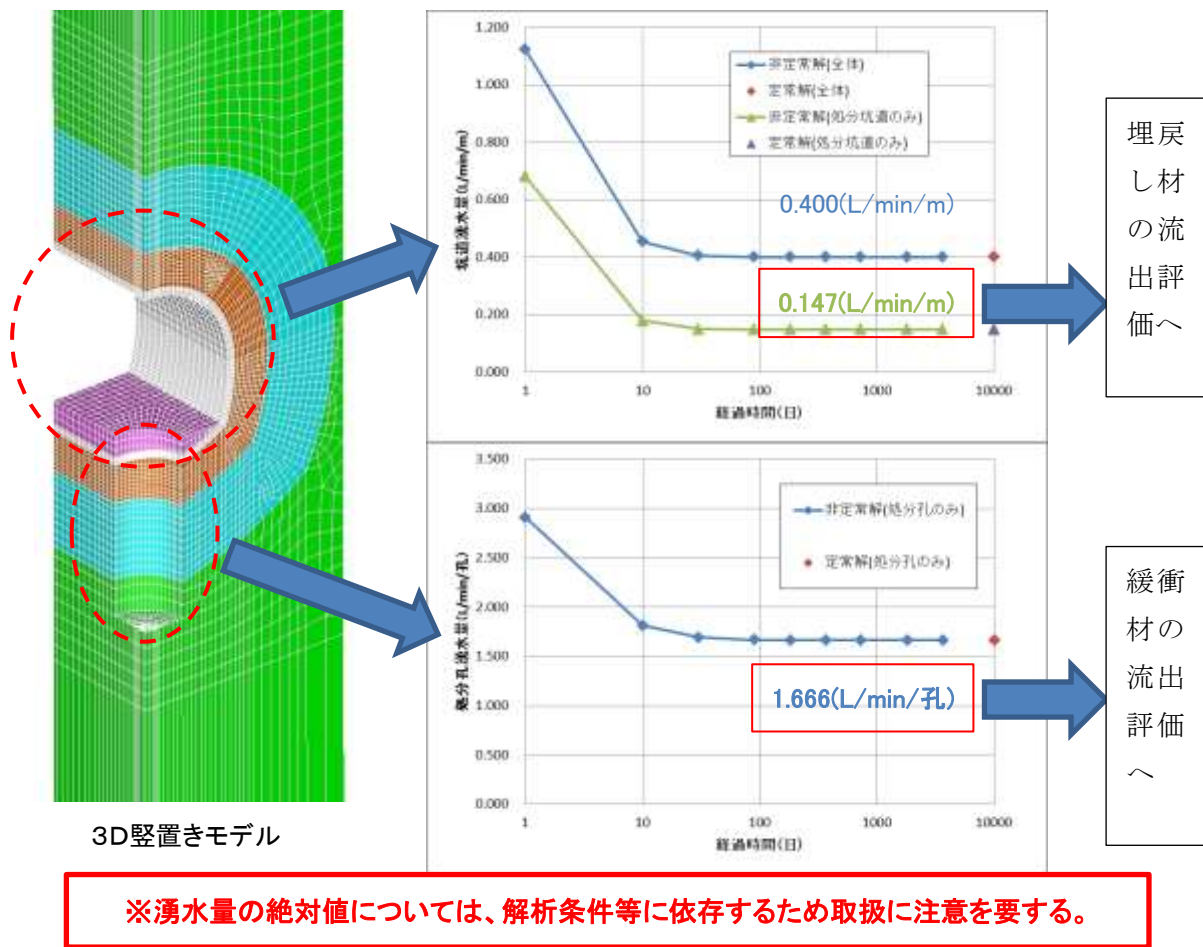 1.200
1.000
0.800
0.600
0.400
0.200
0.000
坑道湧水量(L/min/m)
非定常解(全体)
定常解(全体)
非定常解(処分坑道のみ)
定常解(処分坑道のみ)
0.400(L/min/m)
0.147(L/min/m)
1
10
100
1000
10000
経過時間(日)
埋戻
し材
の流
出評
価へ
3.500
3.000
2.500
2.000
1.500
1.000
0.500
0.000
処分孔湧水量(L/min/孔)
非定常解(処分孔のみ)
定常解(処分孔のみ)
1.666(L/min/孔)
1
10
100
1000
10000
経過時間(日)
緩衝
材の
流出
評価
へ
3D竪置きモデル
※湧水量の絶対値については、解析条件等に依存するため取扱に注意を要する。